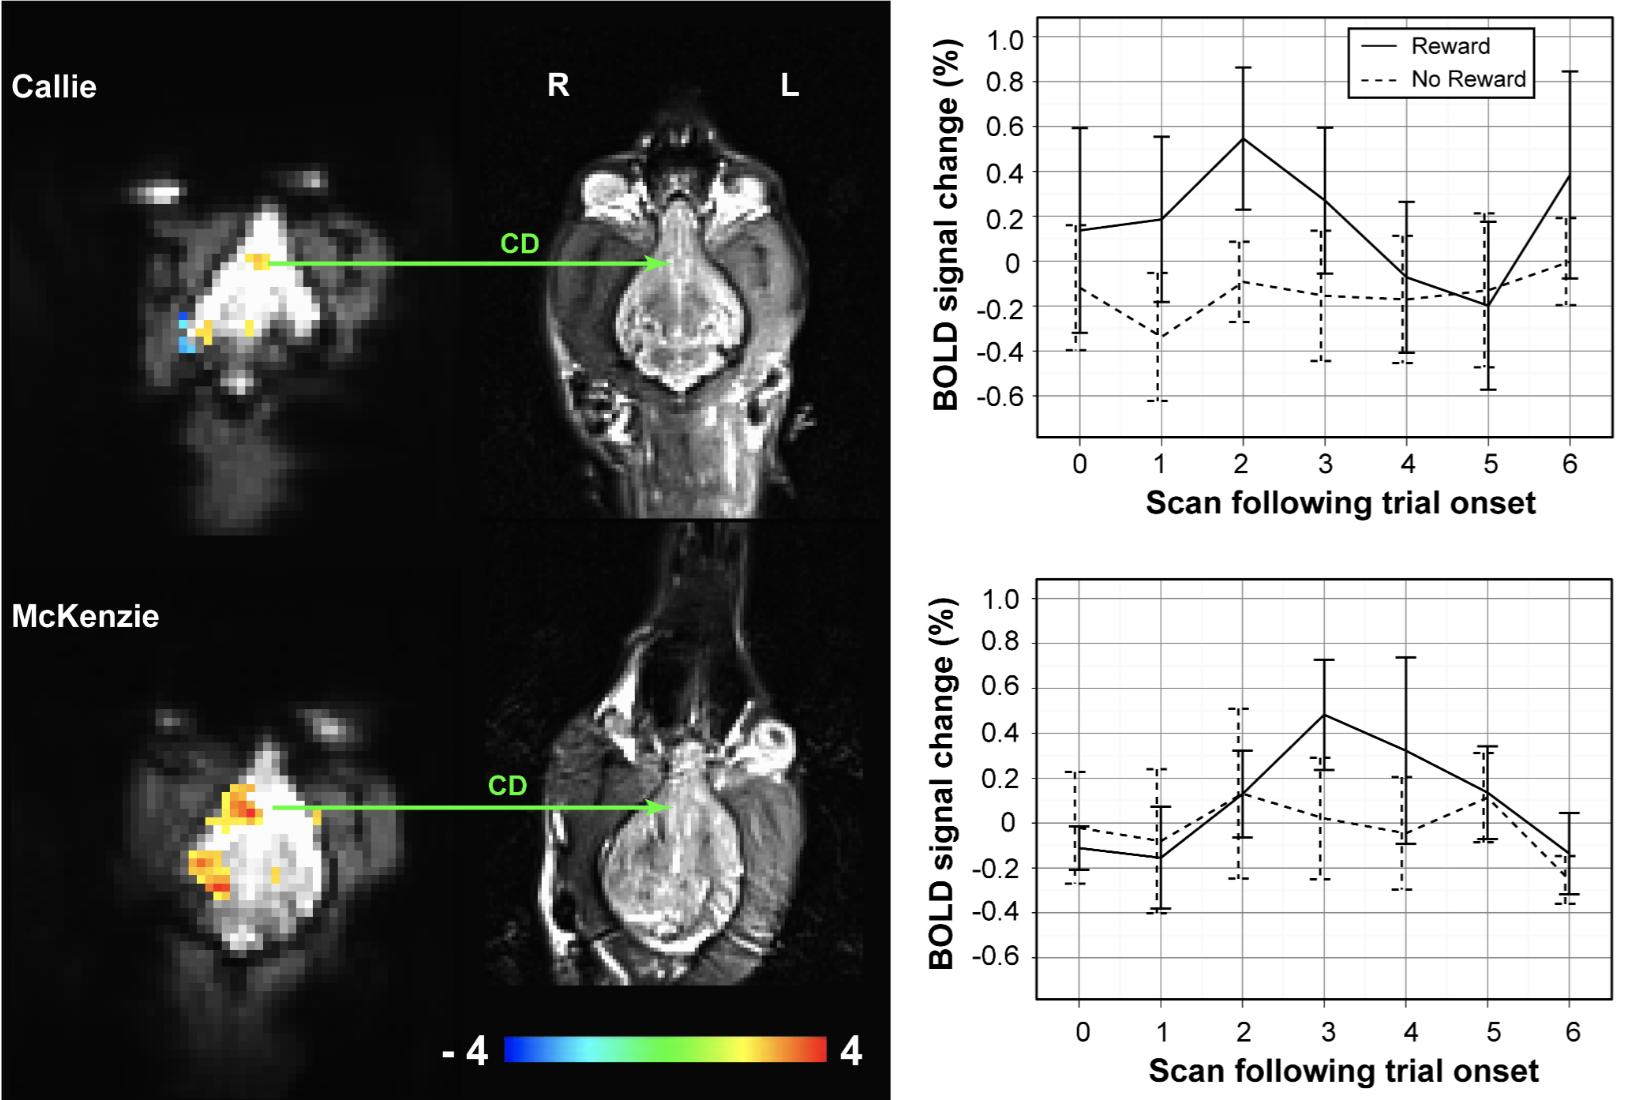 Callie
R
L
CD
McKenzie
CD
- 4
4
BOLD signal change (%)
1.0
0.8
0.6
0.4
0.2
0
-0.2
-0.4
-0.6
Reward
No Reward
0 1 2 3 4 5 6
Scan following trial onset
BOLD signal change (%)
1.0
0.8
0.6
0.4
0.2
0
-0.2
-0.4
-0.6
0 1 2 3 4 5 6
Scan following trial onset